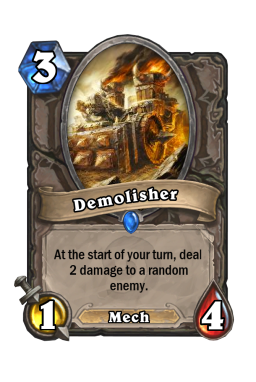 3
Demolisher
At the start of your turn, deal
2 damage to a random
enemy.
1
Mech
4